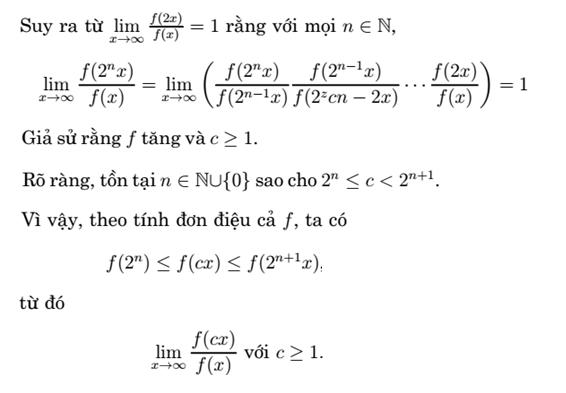 Suy ra từ $\lim_{x\to\infty} \frac{f(2x)}{f(x)} = 1$ rằng với mọi $n \in \mathbb{N}$,
$\lim_{x\to\infty} \frac{f(2^n x)}{f(x)} = \lim_{x\to\infty} \left( \frac{f(2^n x)}{f(2^{n-1}x)} \frac{f(2^{n-1}x)}{f(2^z cn - 2x)} \cdots \frac{f(2x)}{f(x)} \right) = 1$
Giả sử rằng $f$ tăng và $c \geq 1$.
Rõ ràng, tồn tại $n \in \mathbb{N} \cup \{0\}$ sao cho $2^n \leq c < 2^{n+1}$.
Vì vậy, theo tính đơn điệu cả $f$, ta có
$f(2^n) \leq f(cx) \leq f(2^{n+1}x)$,
từ đó
$\lim_{x\to\infty} \frac{f(cx)}{f(x)}$ với $c \geq 1$.